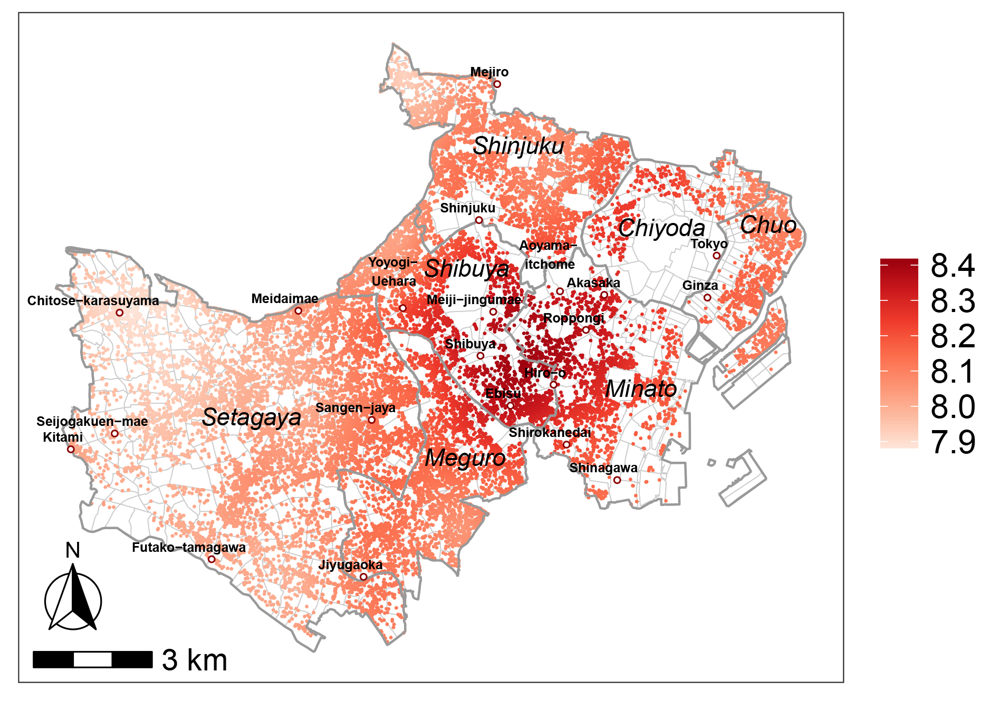 Mejiro
Shinjuku
Shinjuku
Chiyoda
Chuo
Tokyo
Aoyama−
itchome
Yoyogi−
Uehara
Shibuya
Akasaka
Ginza
Meidaimae
Meiji−jingumae
Chitose−karasuyama
Roppongi
Shibuya
Hiro−o
Ebisu
Minato
Sangen−jaya
Setagaya
Seijogakuen−mae
Kitami
Shirokanedai
Meguro
Shinagawa
Futako−tamagawa
Jiyugaoka
N
3 km
8.4
8.3
8.2
8.1
8.0
7.9